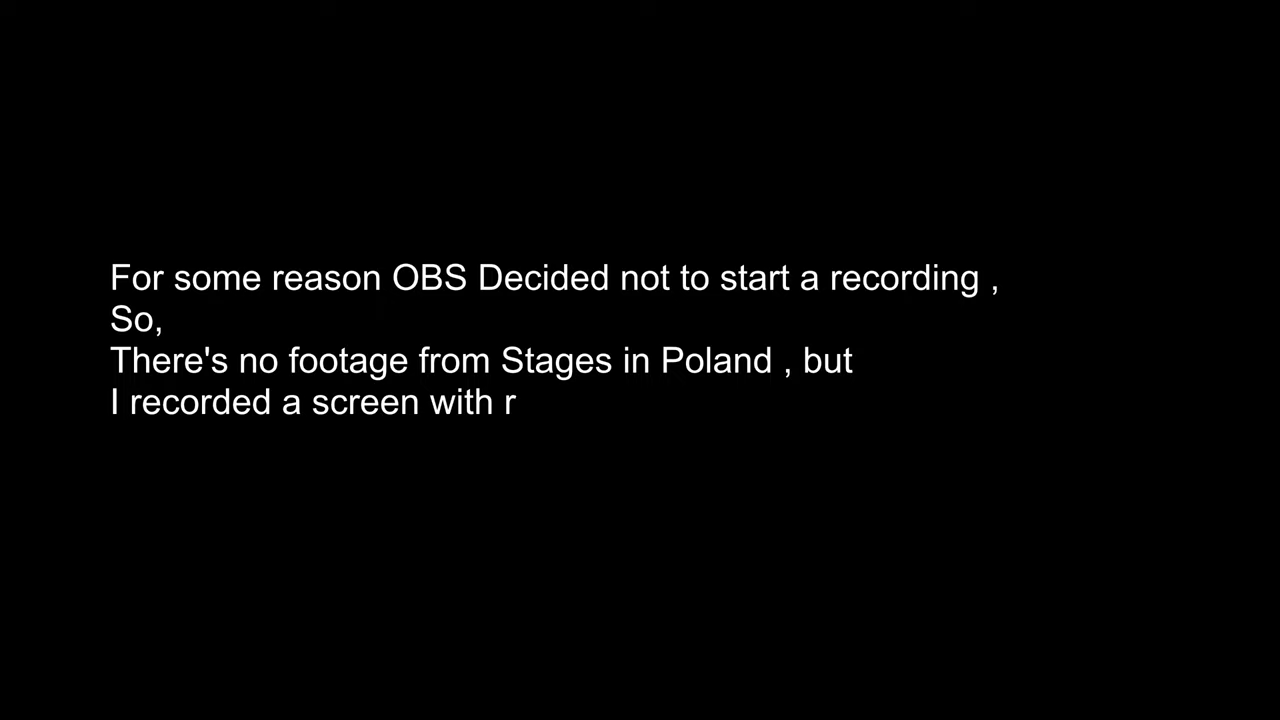 For some reason OBS Decided not to start a recording ,
So,
There's no footage from Stages in Poland , but
I recorded a screen with r